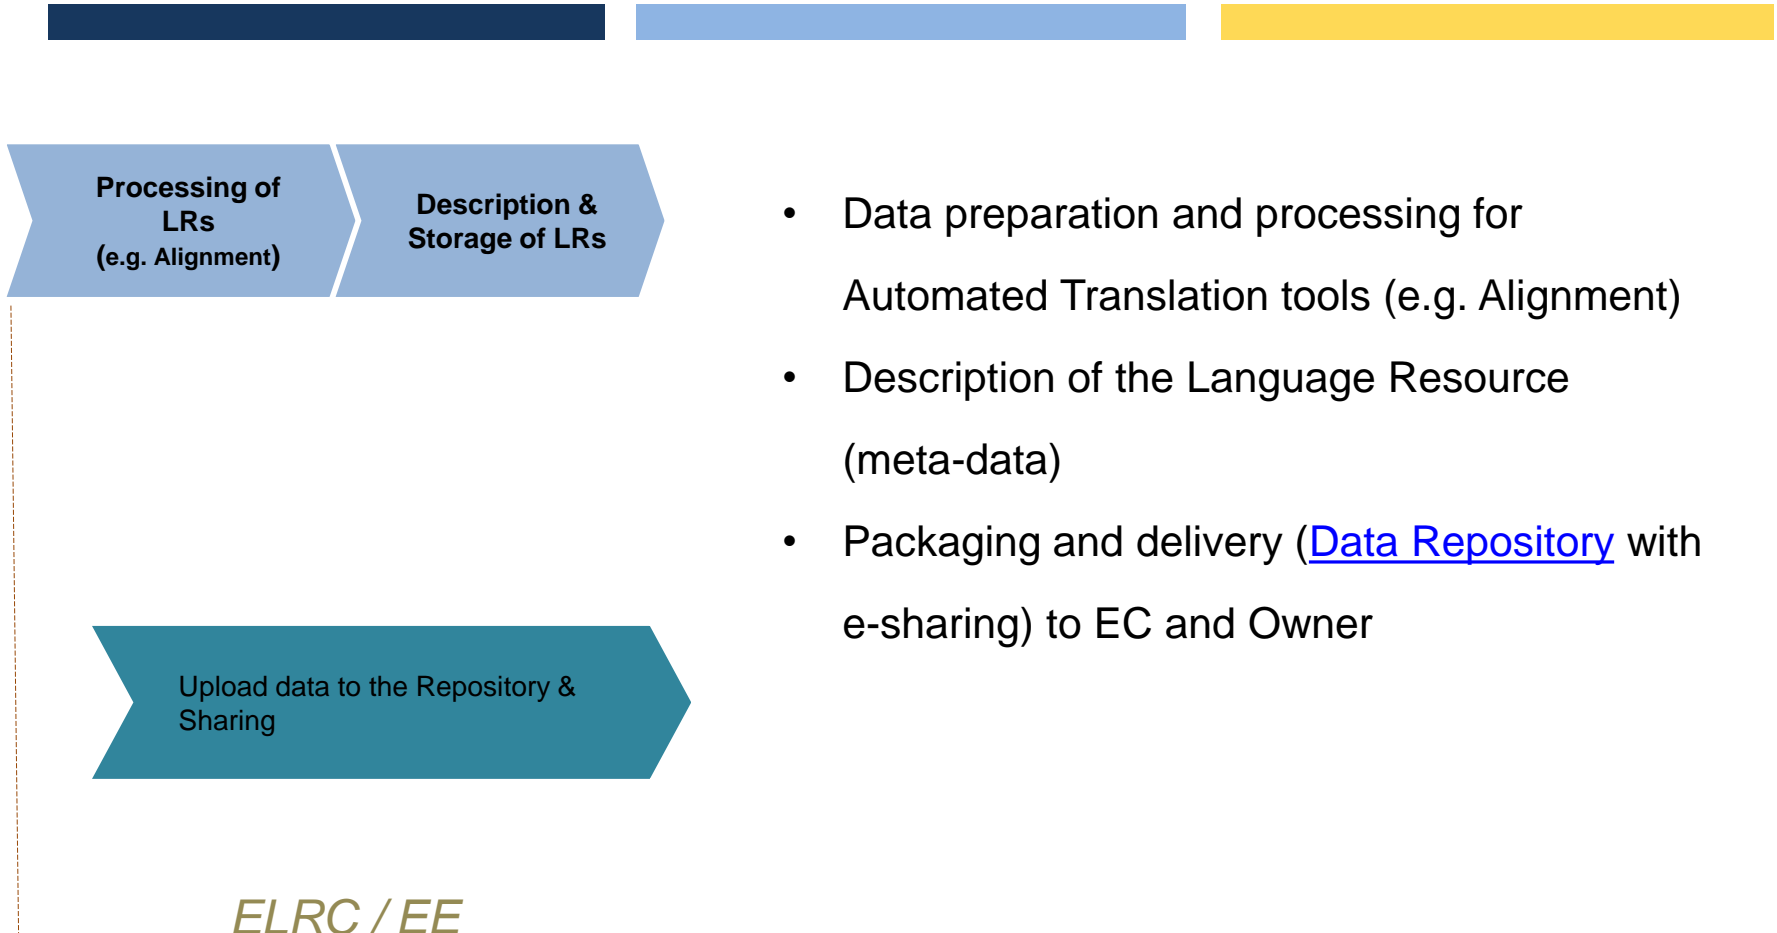 Processing of
LRs
(e.g. Alignment)
Description &
Storage of LRs
• Data preparation and processing for
Automated Translation tools (e.g. Alignment)
• Description of the Language Resource
(meta-data)
• Packaging and delivery (Data Repository with
e-sharing) to EC and Owner
Upload data to the Repository &
Sharing
ELRC / EE